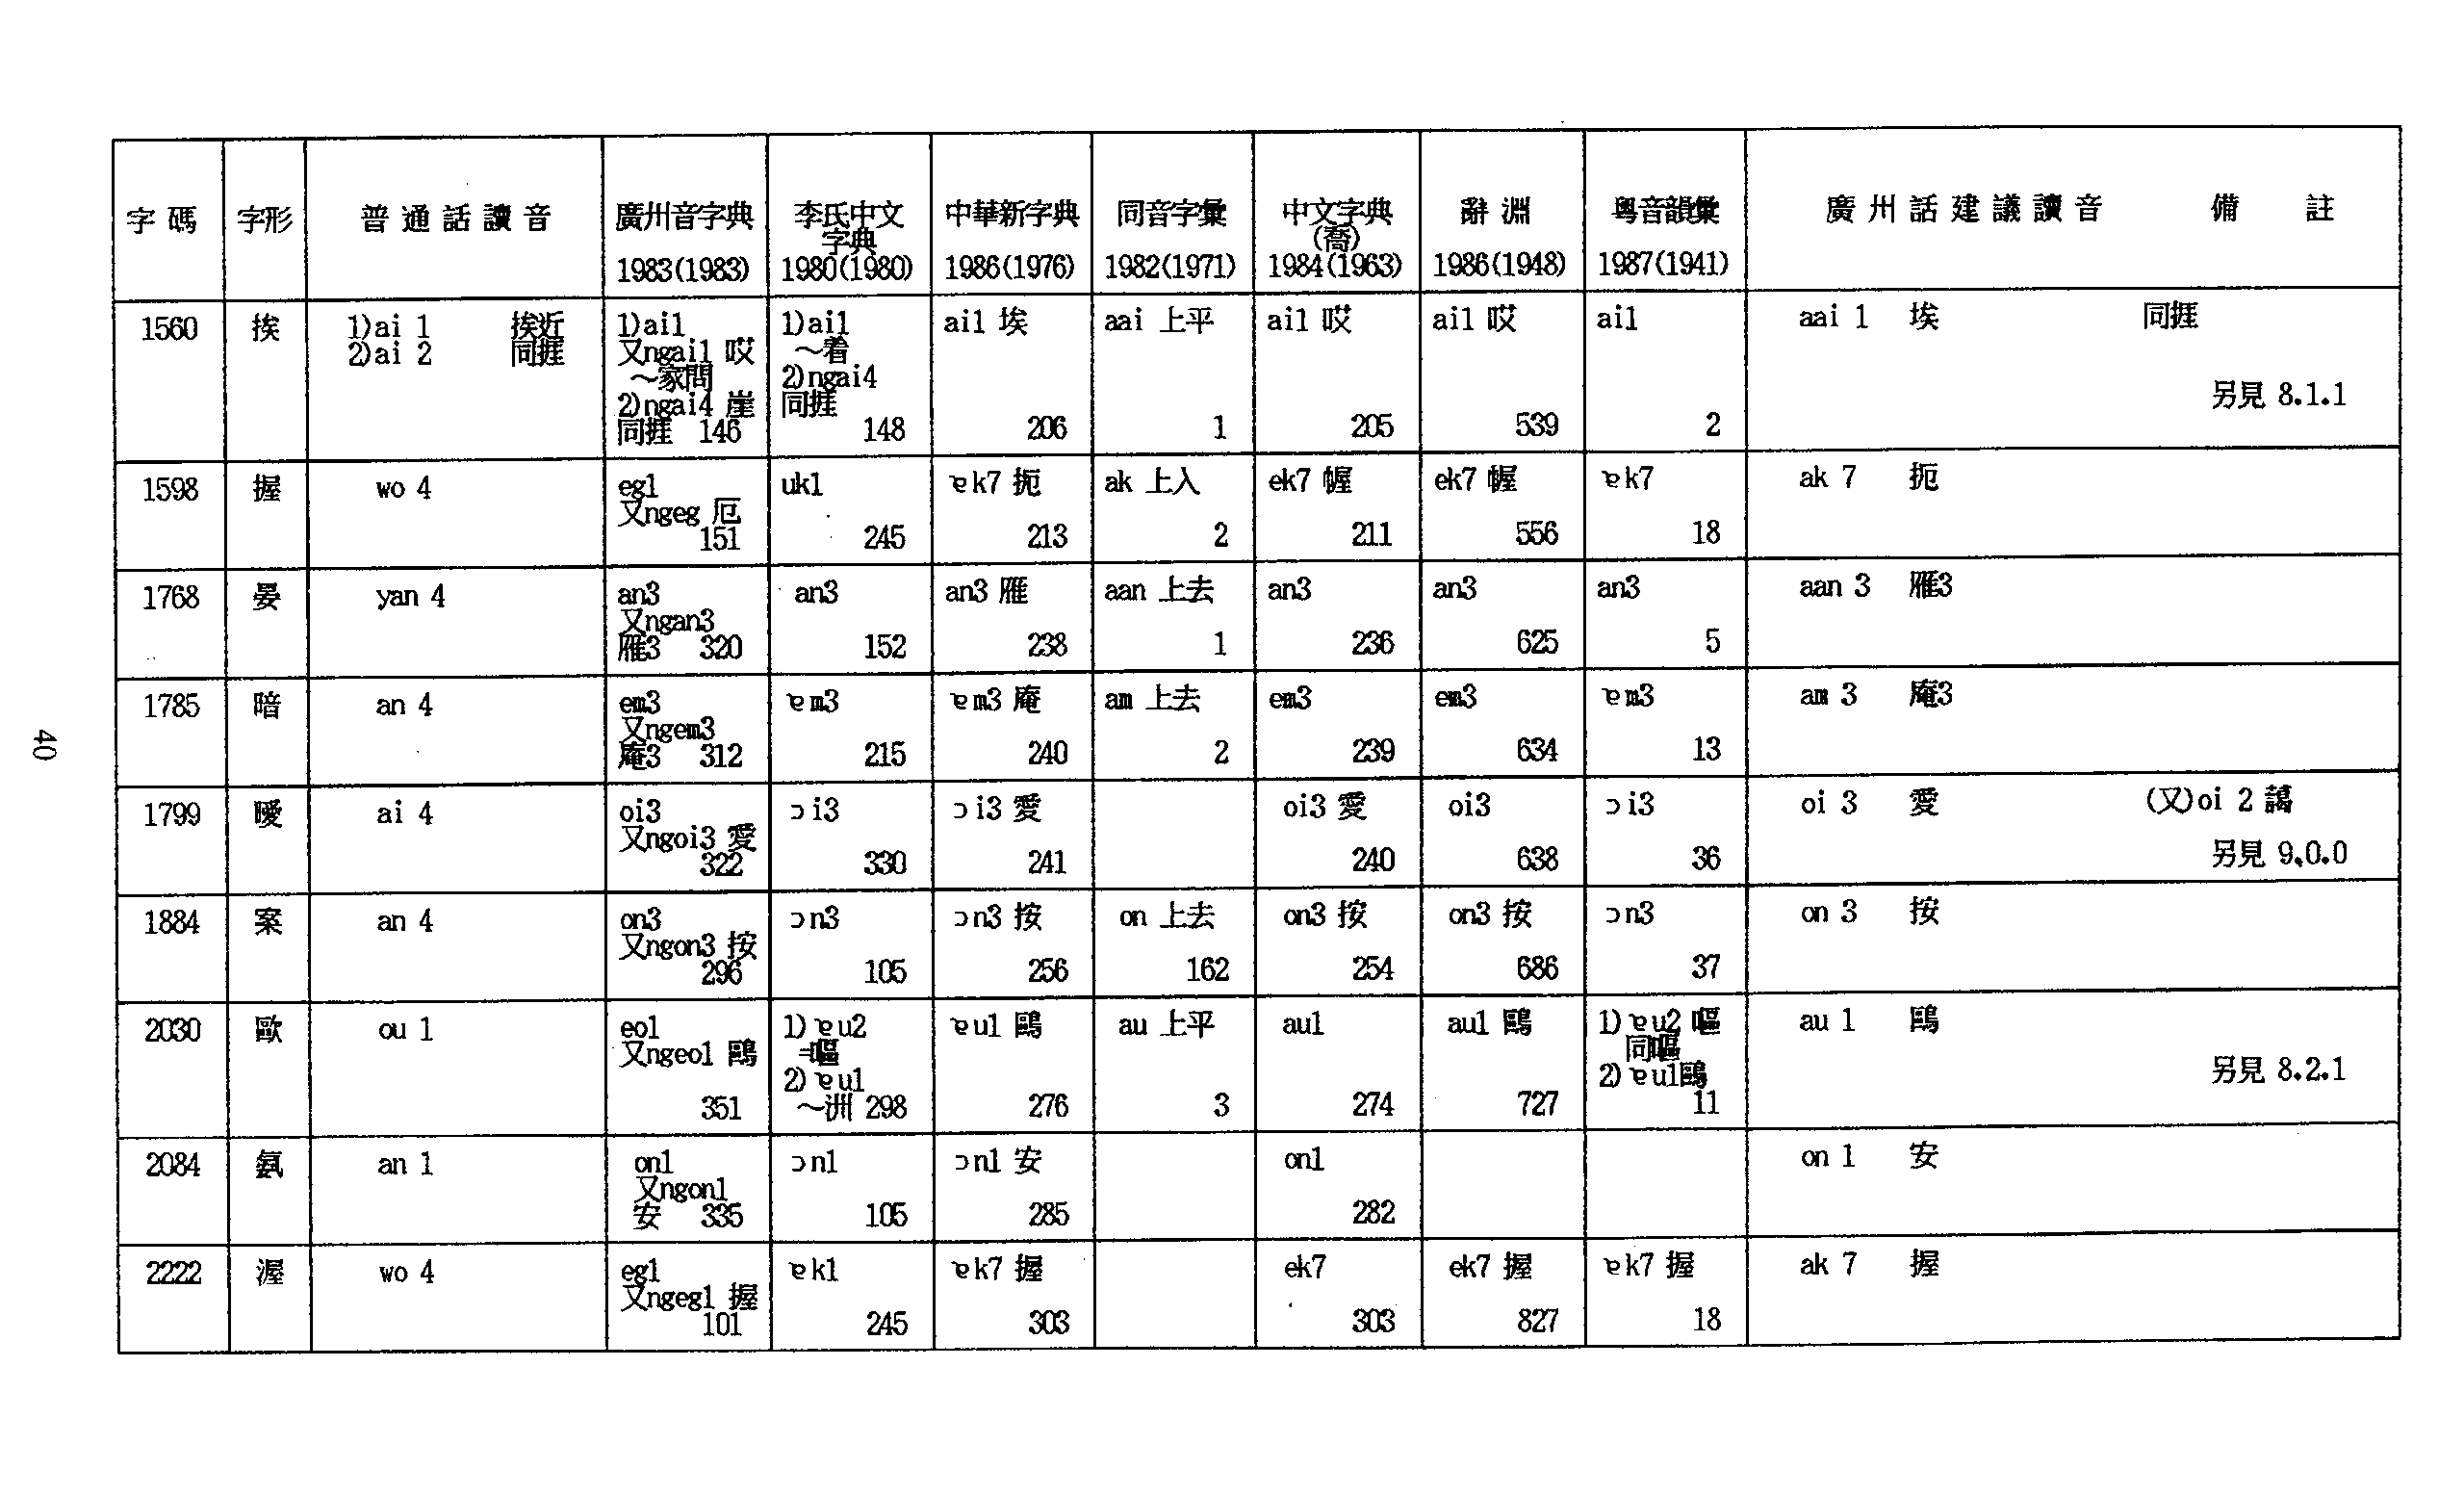 字碼 字形 普通話讀音 廣州音字典 1983(1983) 李氏中文字典 1980(1980) 中華新字典 1986(1976) 同音字彙 1982(1971) 中文字典(喬) 1984(1963) 辭淵 1986(1948) 粵音韻彙 1987(1941) 廣州話建議讀音 備註
1560 挨 1)ai 1 挨近 2)ai 2 同捱 1)ai1 又ngai1 哎 ～家問 2)ngai4 崖 同捱 146 1)ai1 ～着 2)ngai4 同捱 148 ai1 埃 206 aai 上平 1 ai1 哎 205 ai1 哎 539 ai1 2 aai 1 埃 同捱 另見 8.1.1
1598 握 wo 4 eg1 又ngeg 厄 151 uk1 245 ɐk7 扼 213 ak 上入 2 ek7 幄 211 ek7 幄 556 ɐk7 18 ak 7 扼
1768 晏 yan 4 an3 又ngan3 雁3 320 an3 152 an3 雁 238 aan 上去 1 an3 236 an3 625 an3 5 aan 3 雁3
1785 暗 an 4 em3 又ngem3 庵3 312 ɐm3 215 ɐm3 庵 240 am 上去 2 em3 239 em3 634 ɐm3 13 am 3 庵3
1799 曖 ai 4 oi3 又ngoi3 愛 322 ɔi3 330 ɔi3 愛 241 oi3 愛 240 oi3 638 ɔi3 36 oi 3 愛 (又)oi 2 藹 另見 9.0.0
1884 案 an 4 on3 又ngon3 按 296 ɔn3 105 ɔn3 按 256 on 上去 162 on3 按 254 on3 按 686 ɔn3 37 on 3 按
2030 歐 ou 1 eo1 又ngeo1 鷗 351 1)ɐu2 =嘔 2)ɐu1 ～洲 298 ɐu1 鷗 276 au 上平 3 au1 274 au1 鷗 727 1)ɐu2 嘔 同嘔 2)ɐu1鷗 11 au 1 鷗 另見 8.2.1
2084 氨 an 1 on1 又ngon1 安 335 ɔn1 105 ɔn1 安 285 on1 282 on 1 安
2222 渥 wo 4 eg1 又ngeg1 握 101 ɐk1 245 ɐk7 握 303 ek7 303 ek7 握 827 ɐk7 握 18 ak 7 握
40